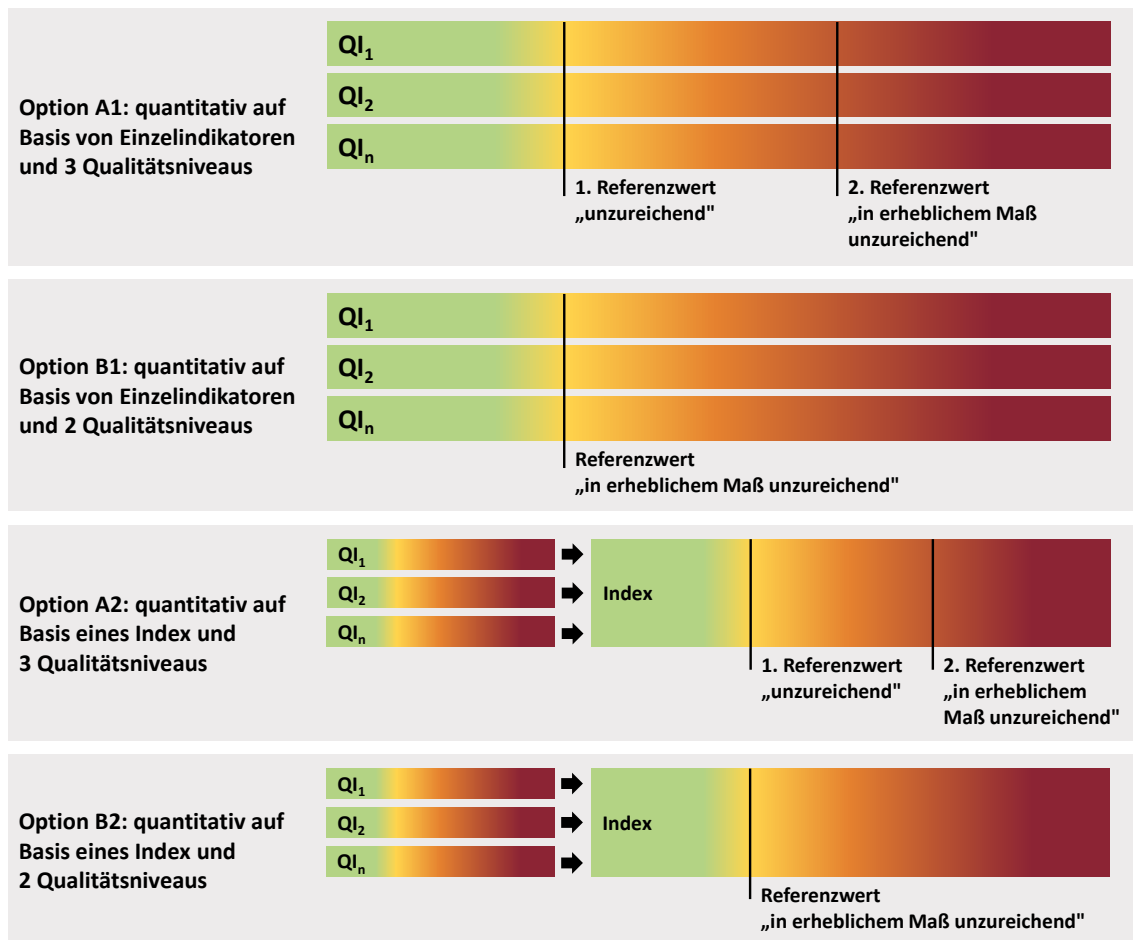 Option A1: quantitativ auf
Basis von Einzelindikatoren
und 3 Qualitätsniveaus
QI1
QI2
QIn
1. Referenzwert
„unzureichend"
2. Referenzwert
„in erheblichem Maß
unzureichend"
Option B1: quantitativ auf
Basis von Einzelindikatoren
und 2 Qualitätsniveaus
QI1
QI2
QIn
Referenzwert
„in erheblichem Maß unzureichend"
Option A2: quantitativ auf
Basis eines Index und
3 Qualitätsniveaus
QI1
QI2
QIn
Index
1. Referenzwert
„unzureichend"
2. Referenzwert
„in erheblichem
Maß unzureichend"
Option B2: quantitativ auf
Basis eines Index und
2 Qualitätsniveaus
QI1
QI2
QIn
Index
Referenzwert
„in erheblichem Maß unzureichend"